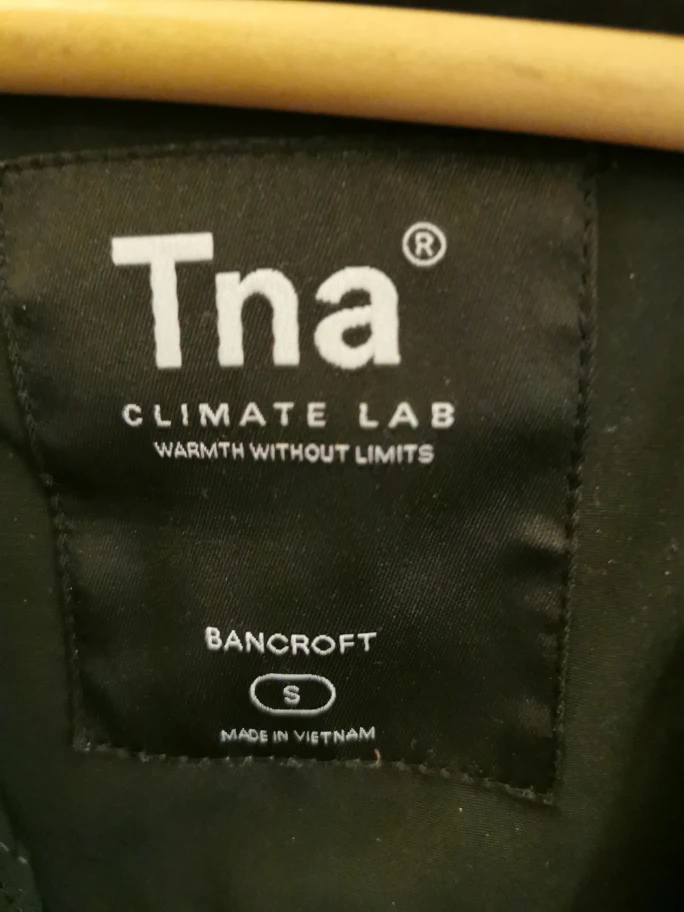 Tna®
CLIMATE LAB
WARMTH WITHOUT LIMITS
BANCROFT
S
MADE IN VIETNAM